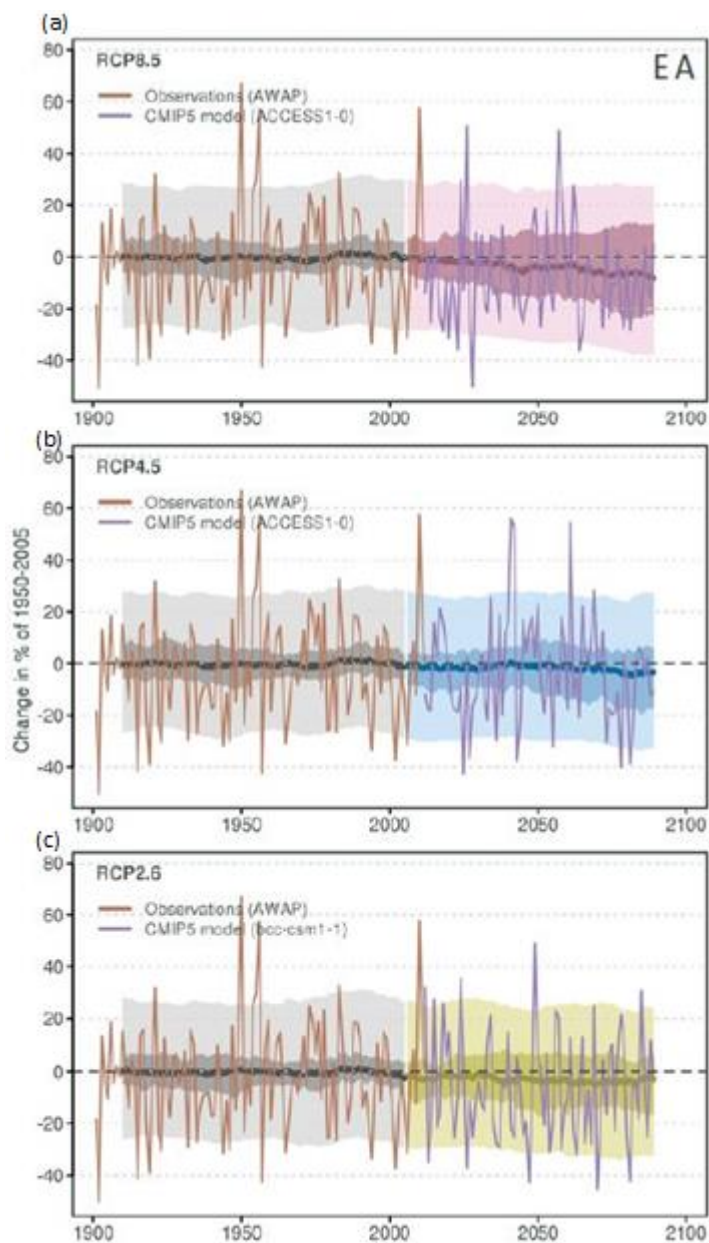 (a)
RCP8.5
EA
Observations (AWAP)
CMIP5 model (ACCESS1-0)
80
60
40
20
0
-20
-40
1900 1950 2000 2050 2100
(b)
RCP4.5
Observations (AWAP)
CMIP5 model (ACCESS1-0)
80
60
40
20
0
-20
-40
1900 1950 2000 2050 2100
Change in % of 1950-2005
(c)
RCP2.6
Observations (AWAP)
CMIP5 model (bcc-csm1-1)
80
60
40
20
0
-20
-40
1900 1950 2000 2050 2100